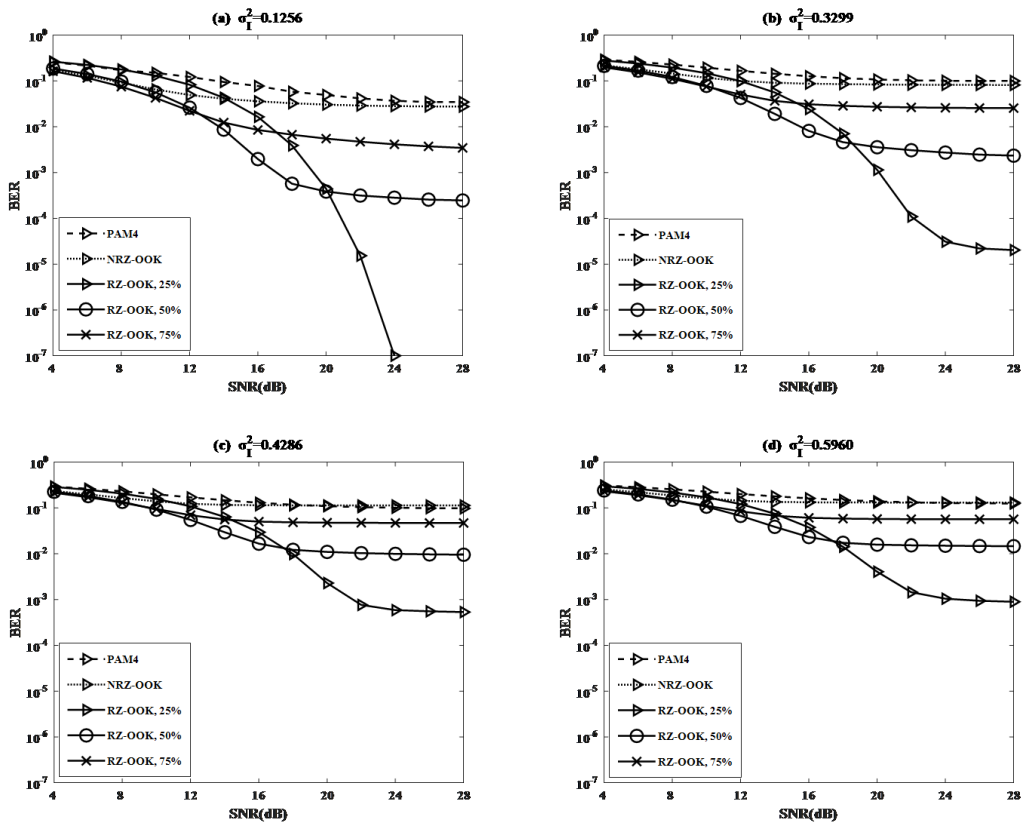 (a) σ_I^2=0.1256
10^0
10^-1
10^-2
10^-3
10^-4
10^-5
10^-6
10^-7
BER
PAM4
NRZ-OOK
RZ-OOK, 25%
RZ-OOK, 50%
RZ-OOK, 75%
4 8 12 16 20 24 28
SNR(dB)
(b) σ_I^2=0.3299
10^0
10^-1
10^-2
10^-3
10^-4
10^-5
10^-6
10^-7
BER
PAM4
NRZ-OOK
RZ-OOK, 25%
RZ-OOK, 50%
RZ-OOK, 75%
4 8 12 16 20 24 28
SNR(dB)
(c) σ_I^2=0.4286
10^0
10^-1
10^-2
10^-3
10^-4
10^-5
10^-6
10^-7
BER
PAM4
NRZ-OOK
RZ-OOK, 25%
RZ-OOK, 50%
RZ-OOK, 75%
4 8 12 16 20 24 28
SNR(dB)
(d) σ_I^2=0.5960
10^0
10^-1
10^-2
10^-3
10^-4
10^-5
10^-6
10^-7
BER
PAM4
NRZ-OOK
RZ-OOK, 25%
RZ-OOK, 50%
RZ-OOK, 75%
4 8 12 16 20 24 28
SNR(dB)